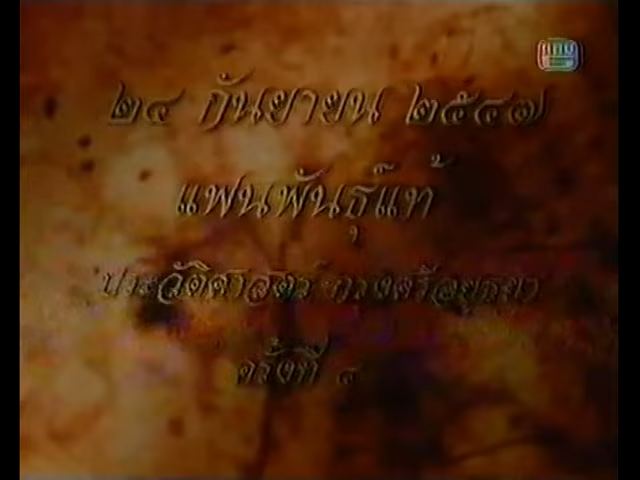 ๒๔ กันยายน ๒๕๔๗
แฟนพันธุ์แท้
ประวัติศาสตร์ กรุงศรีอยุธยา
ครั้งที่ ๘